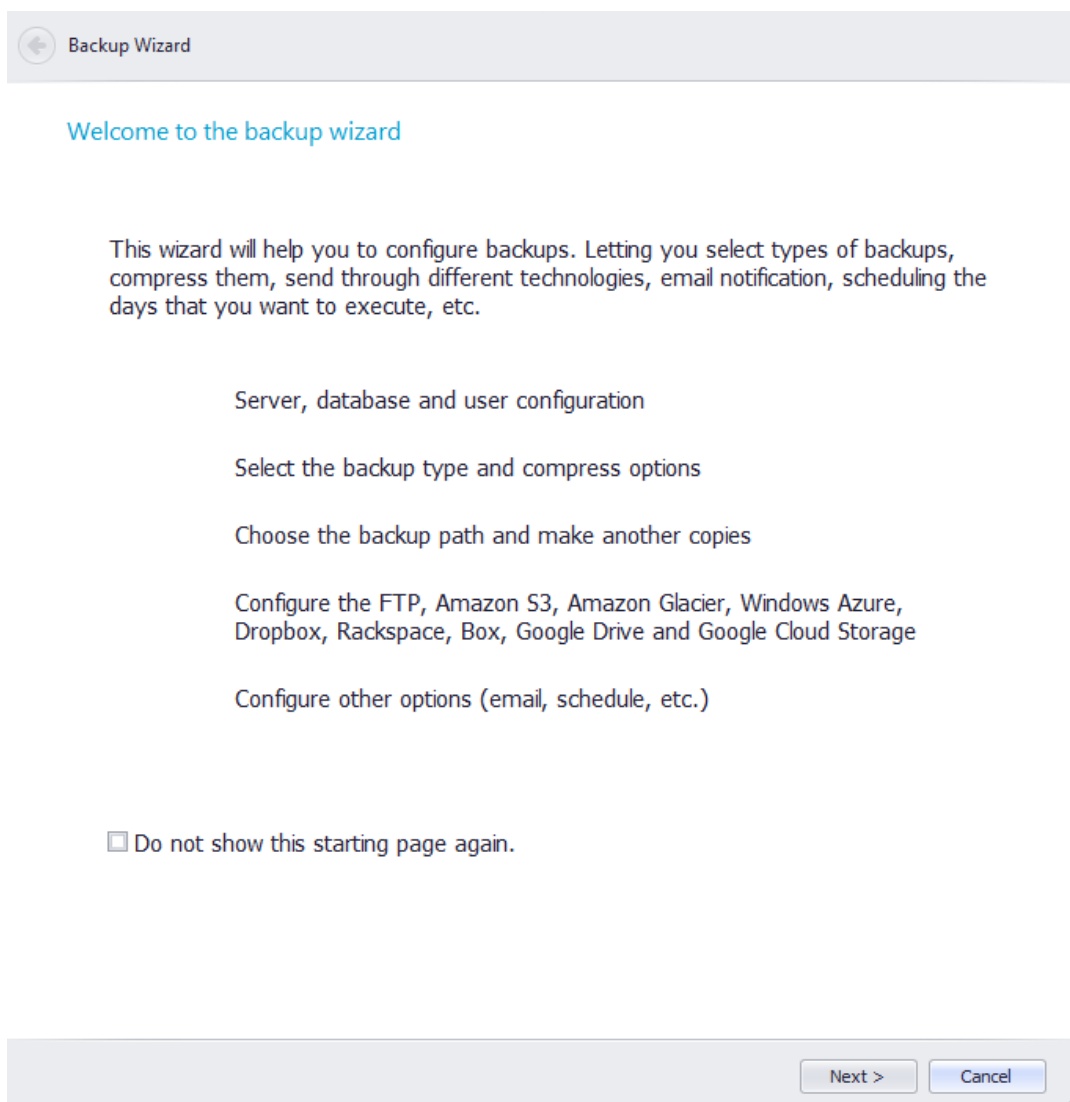 Backup Wizard
Welcome to the backup wizard
This wizard will help you to configure backups. Letting you select types of backups,
compress them, send through different technologies, email notification, scheduling the
days that you want to execute, etc.
Server, database and user configuration
Select the backup type and compress options
Choose the backup path and make another copies
Configure the FTP, Amazon S3, Amazon Glacier, Windows Azure,
Dropbox, Rackspace, Box, Google Drive and Google Cloud Storage
Configure other options (email, schedule, etc.)
Do not show this starting page again.
Next >
Cancel